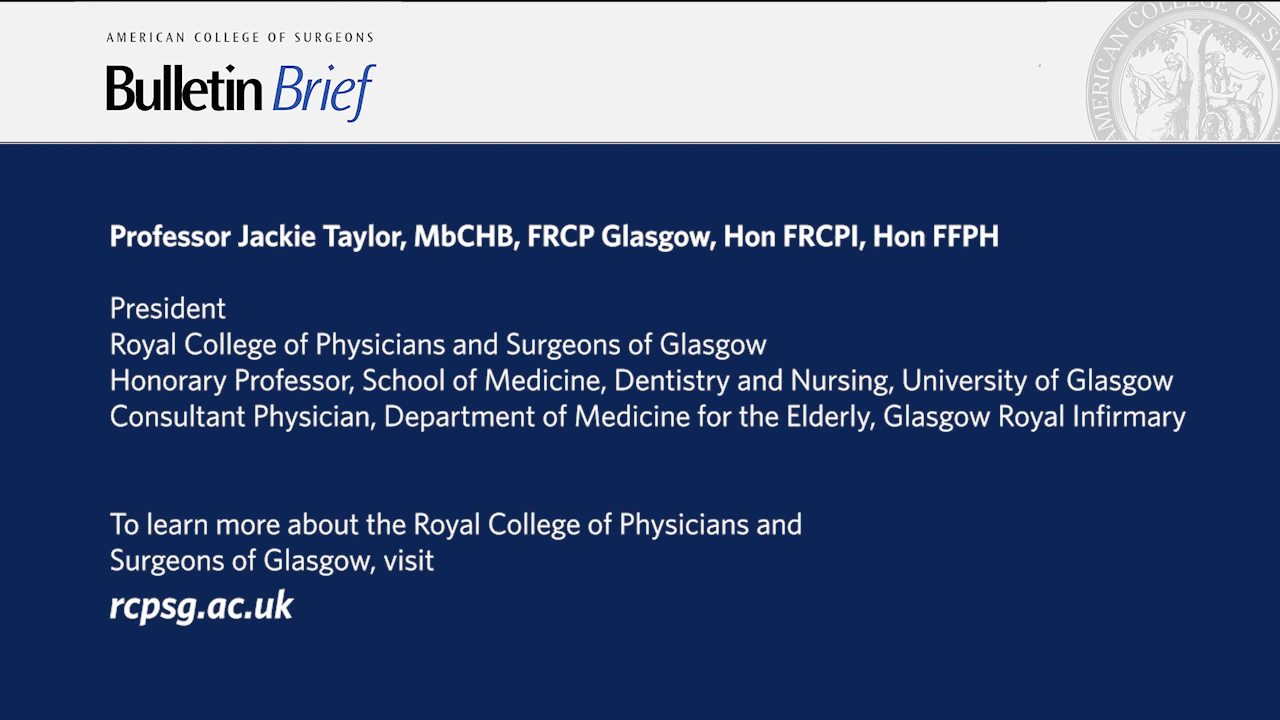 AMERICAN COLLEGE OF SURGEONS
Bulletin Brief
AMERICAN COLLEGE OF
Professor Jackie Taylor, MbCHB, FRCP Glasgow, Hon FRCPI, Hon FFPH
President
Royal College of Physicians and Surgeons of Glasgow
Honorary Professor, School of Medicine, Dentistry and Nursing, University of Glasgow
Consultant Physician, Department of Medicine for the Elderly, Glasgow Royal Infirmary
To learn more about the Royal College of Physicians and
Surgeons of Glasgow, visit
rcpsg.ac.uk